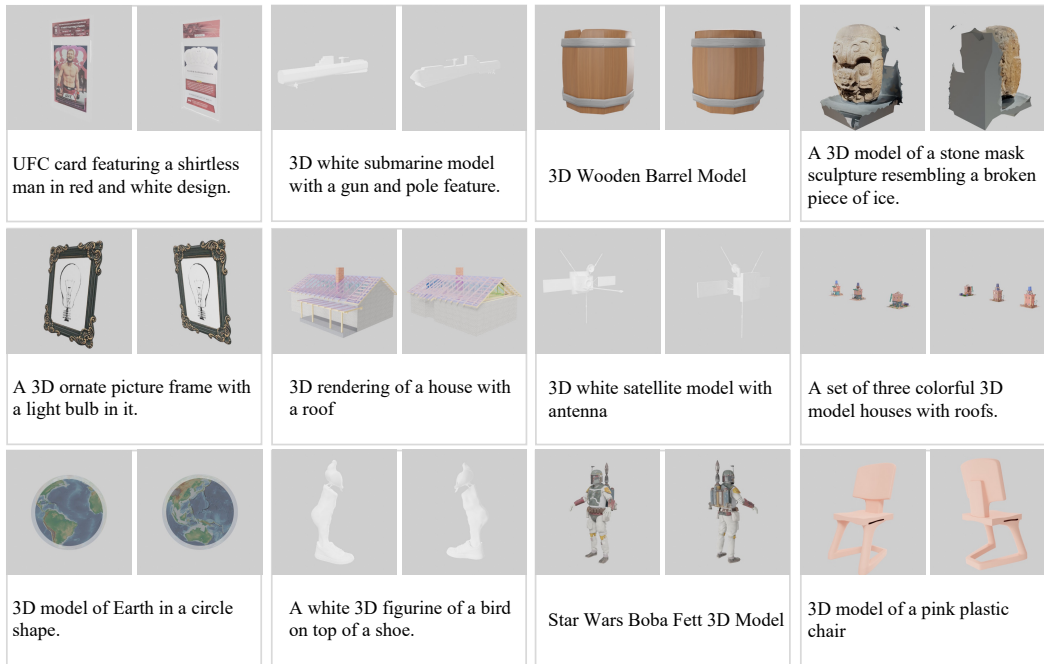 UFC card featuring a shirtless
man in red and white design.
3D white submarine model
with a gun and pole feature.
3D Wooden Barrel Model
A 3D model of a stone mask
sculpture resembling a broken
piece of ice.
A 3D ornate picture frame with
a light bulb in it.
3D rendering of a house with
a roof
3D white satellite model with
antenna
A set of three colorful 3D
model houses with roofs.
3D model of Earth in a circle
shape.
A white 3D figurine of a bird
on top of a shoe.
Star Wars Boba Fett 3D Model
3D model of a pink plastic
chair